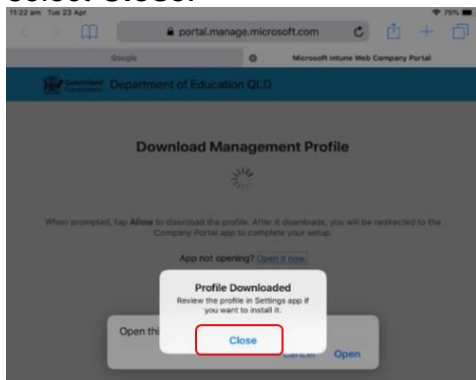 select Close.
11:22 am Tue 23 Apr
75%
portal.manage.microsoft.com
Google
Microsoft Intune Web Company Portal
Queensland
Government
Department of Education QLD
Download Management Profile
When prompted, tap Allow to download the profile. After it downloads, you will be redirected to the
Company Portal app to complete your setup.
App not opening? Open it now.
Profile Downloaded
Review the profile in Settings app if
you want to install it.
Open thi
Close
Cancel
Open